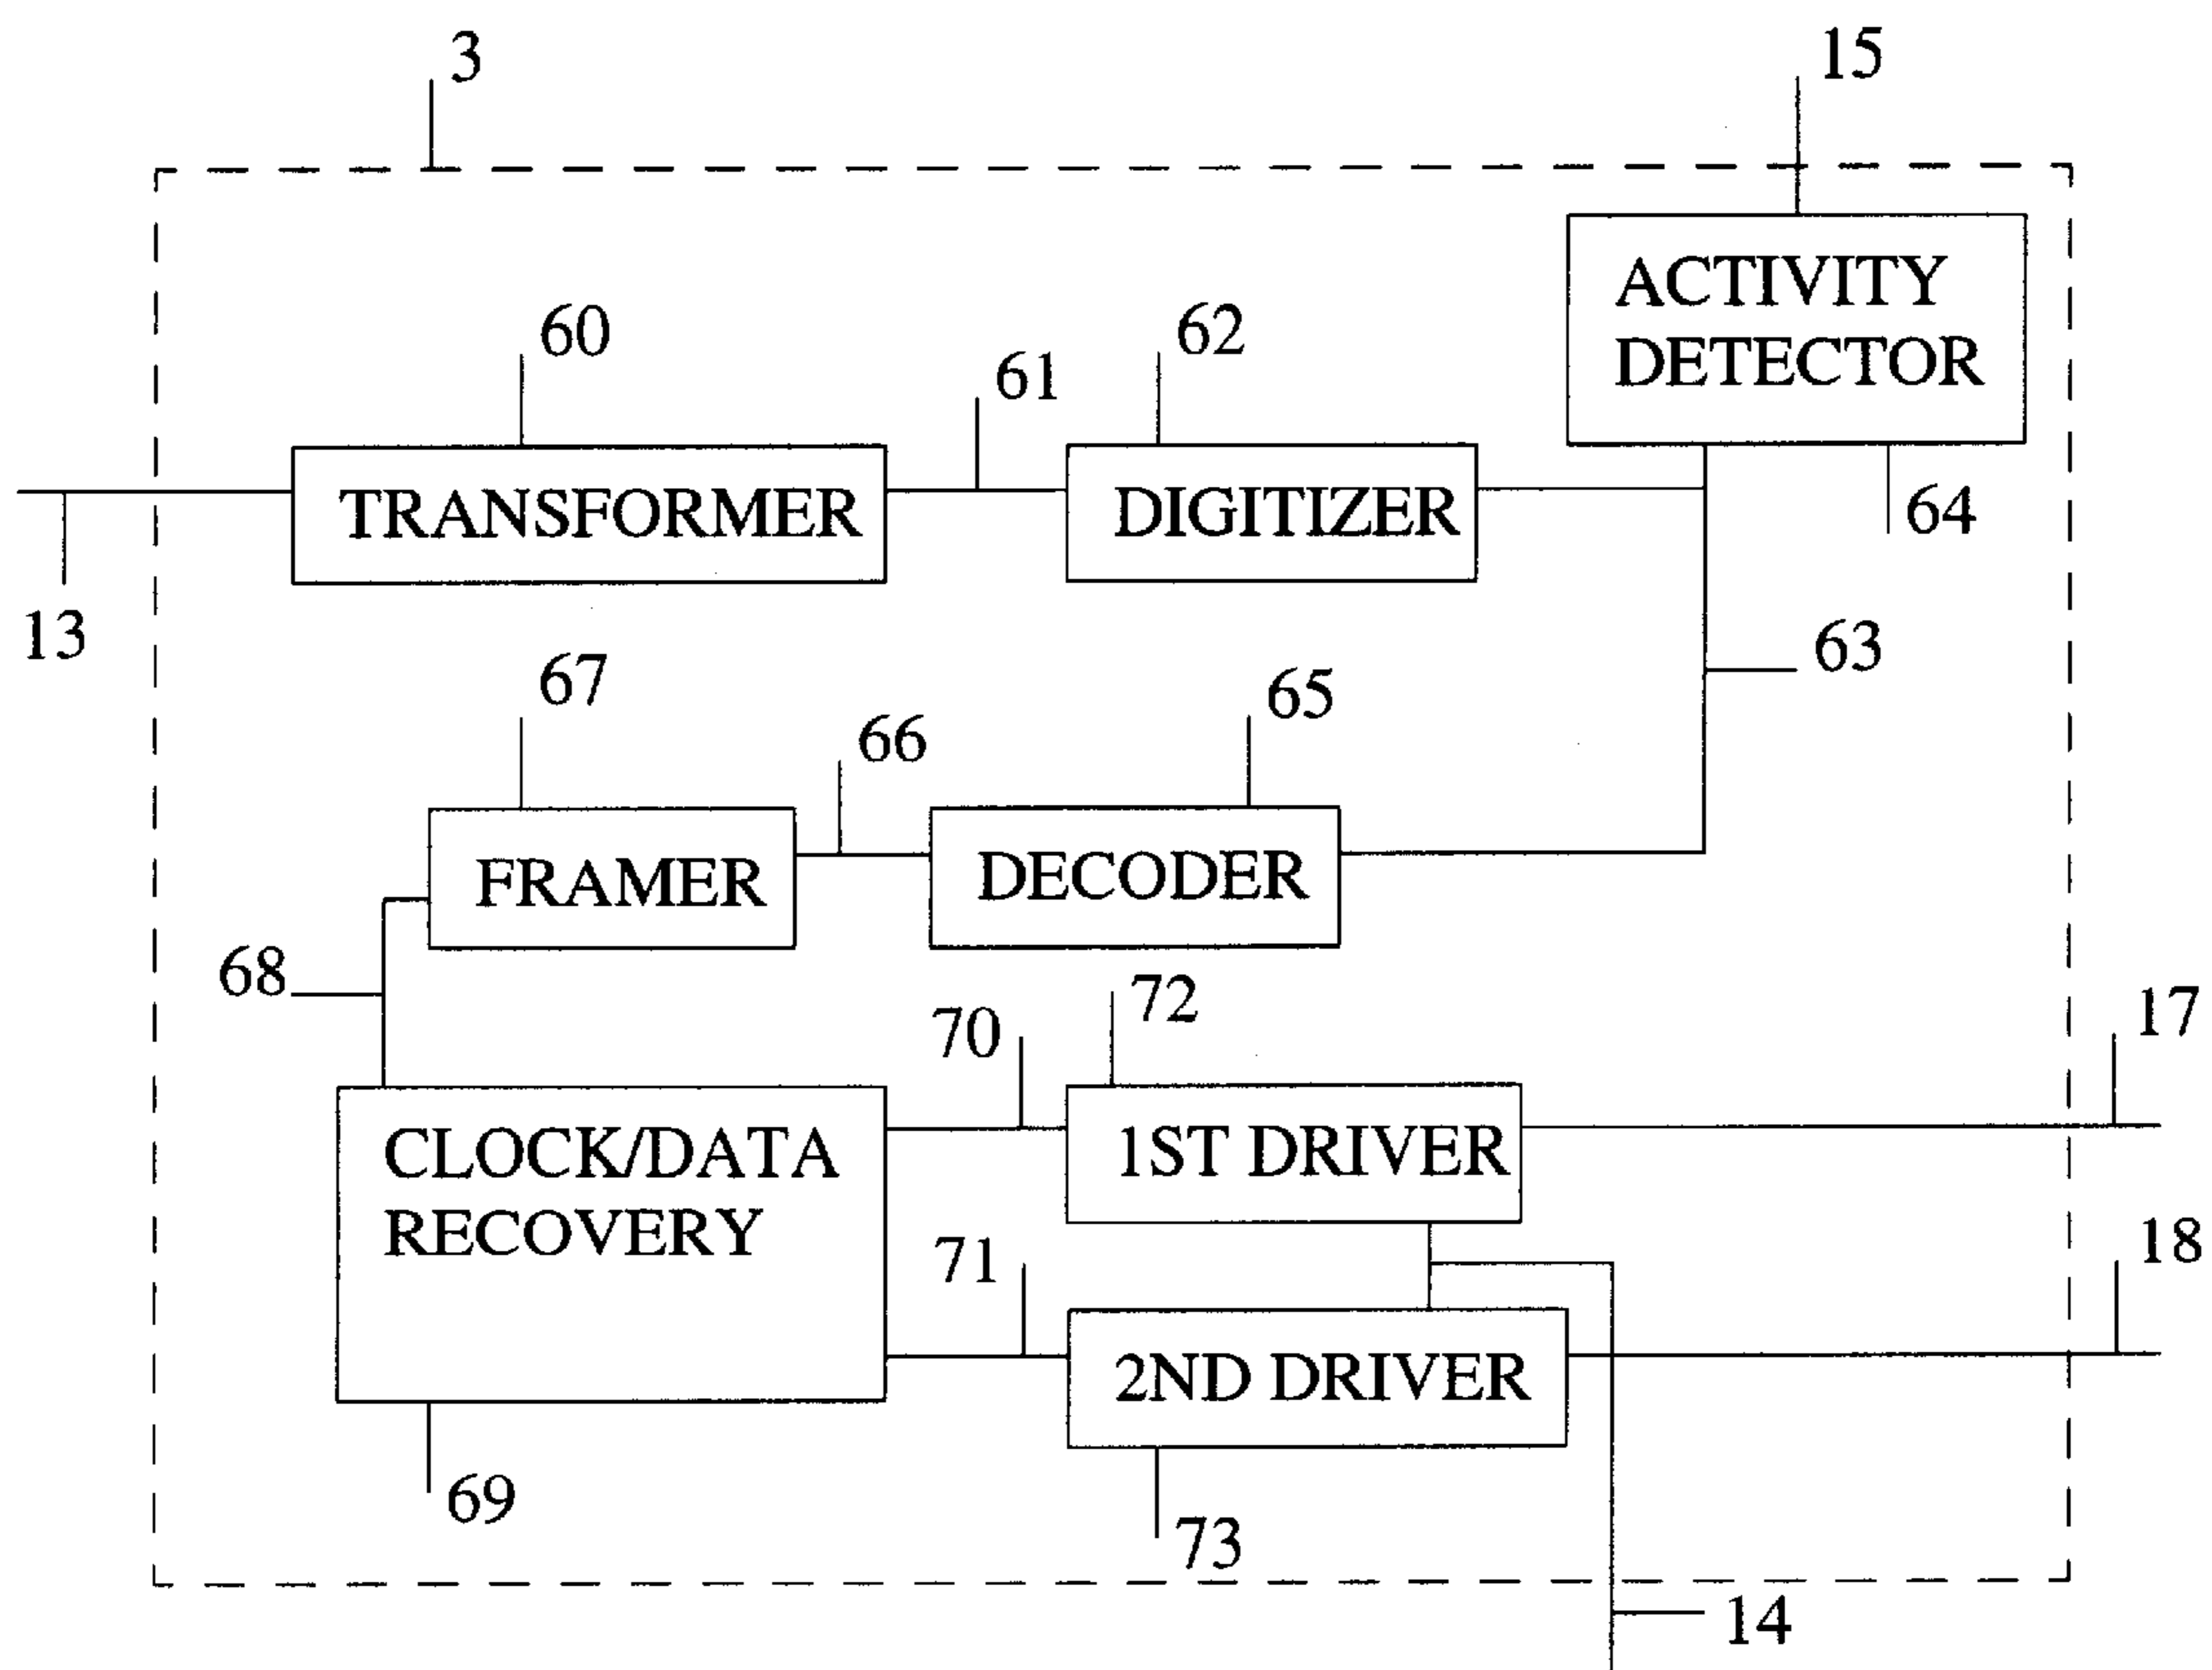 3
15
ACTIVITY
DETECTOR
60
62
61
TRANSFORMER
DIGITIZER
64
13
63
67
65
66
FRAMER
DECODER
68
72
70
17
CLOCK/DATA
RECOVERY
1ST DRIVER
71
18
2ND DRIVER
69
73
14